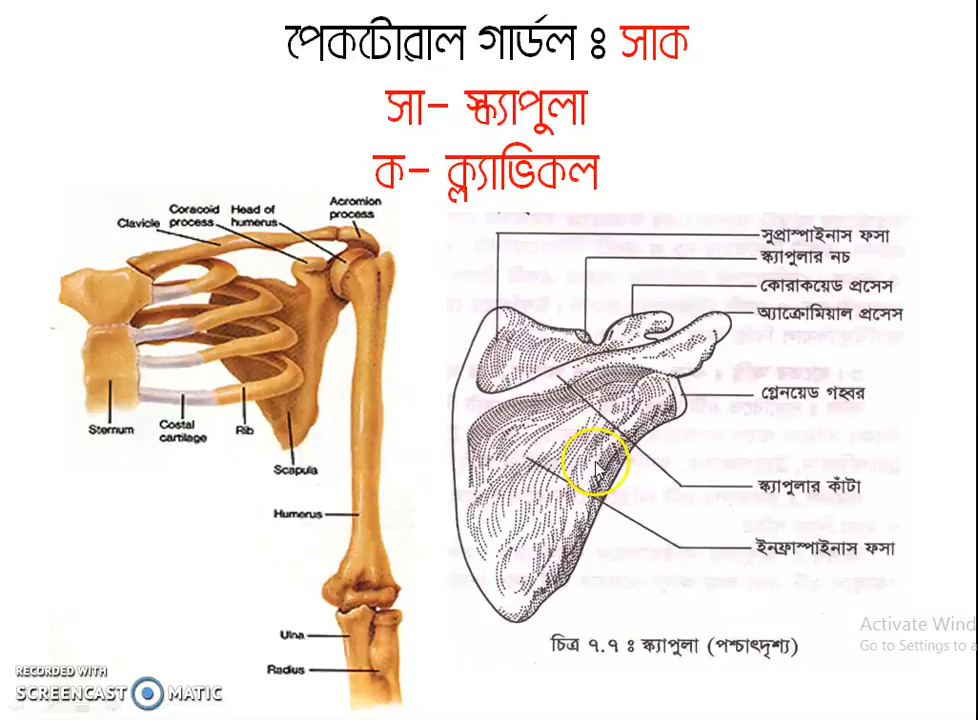 পেকটোরাল গার্ডল ঃ সাক
সা- স্ক্যাপুলা
ক- ক্ল্যাভিকল
Clavicle
Coracoid process
Head of humerus
Acromion process
Sternum
Costal cartilage
Rib
Scapula
Humerus
Ulna
Radius
সুপ্রাস্পাইনাস ফসা
স্ক্যাপুলার নচ
কোরাকয়েড প্রসেস
অ্যাক্রোমিয়াল প্রসেস
গ্লেনয়েড গহ্বর
স্ক্যাপুলার কাঁটা
ইনফ্রাস্পাইনাস ফসা
চিত্র ৭.৭ ঃ স্ক্যাপুলা (পশ্চাৎদৃশ্য)
Activate Wind
Go to Settings to a
RECORDED WITH
SCREENCAST MATIC